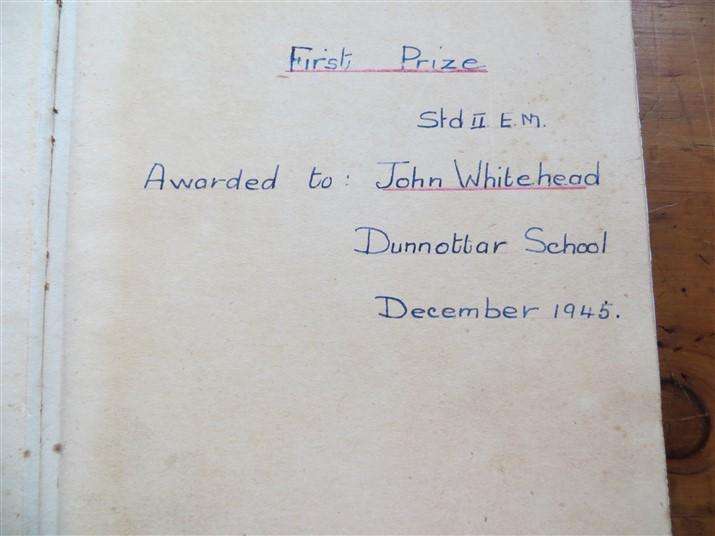 First Prize
Std II E.M.
Awarded to: John Whitehead
Dunnottar School
December 1945.